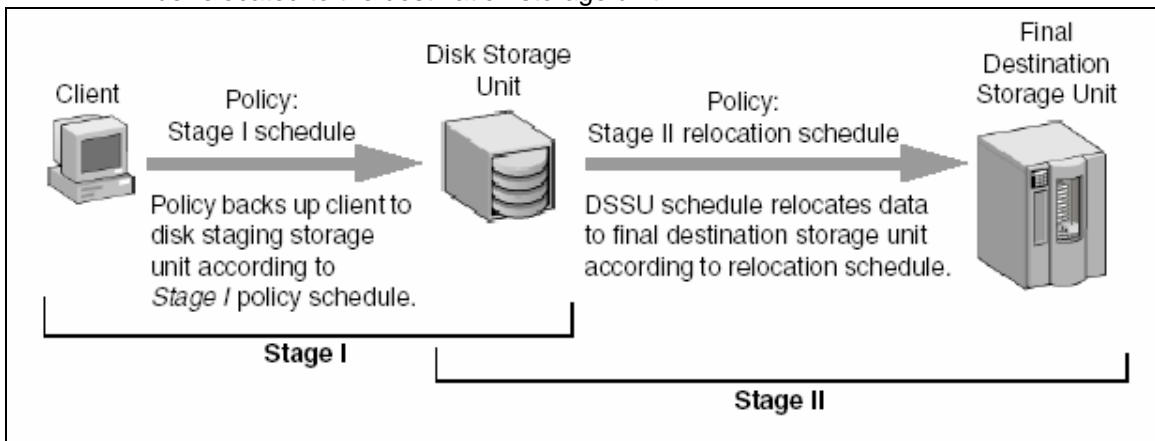 Client
Policy:
Stage I schedule
Policy backs up client to
disk staging storage
unit according to
Stage I policy schedule.
Disk Storage
Unit
Policy:
Stage II relocation schedule
DSSU schedule relocates data
to final destination storage unit
according to relocation schedule.
Final
Destination
Storage Unit
Stage I
Stage II